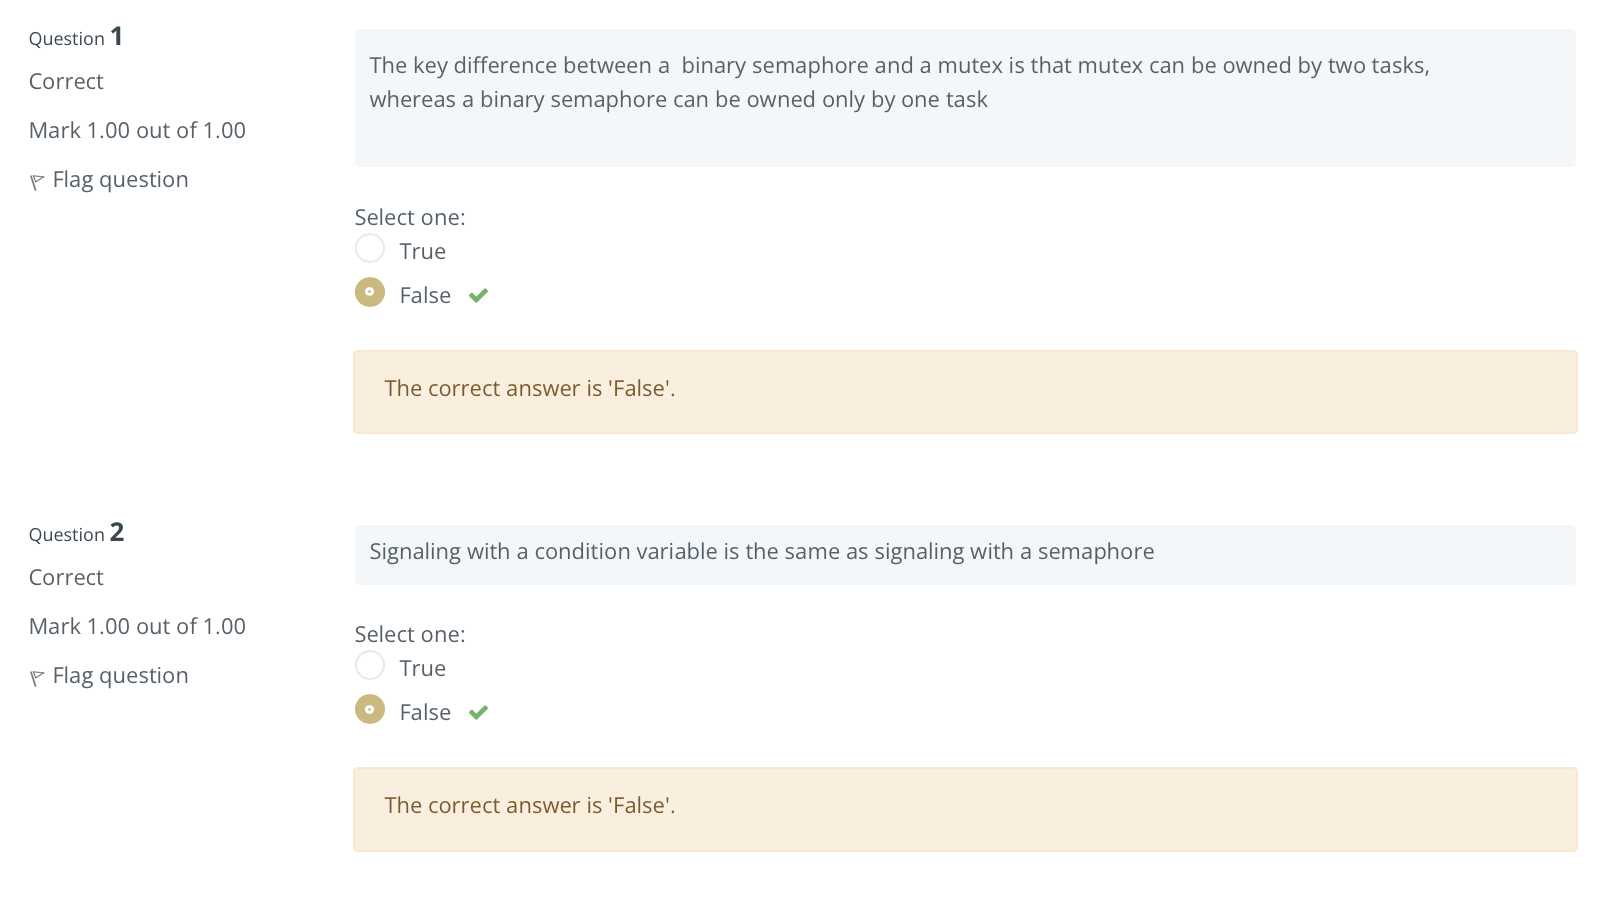 Question 1
Correct
Mark 1.00 out of 1.00
Flag question
The key difference between a  binary semaphore and a mutex is that mutex can be owned by two tasks,
whereas a binary semaphore can be owned only by one task
Select one:
True
False
The correct answer is 'False'.
Question 2
Correct
Mark 1.00 out of 1.00
Flag question
Signaling with a condition variable is the same as signaling with a semaphore
Select one:
True
False
The correct answer is 'False'.